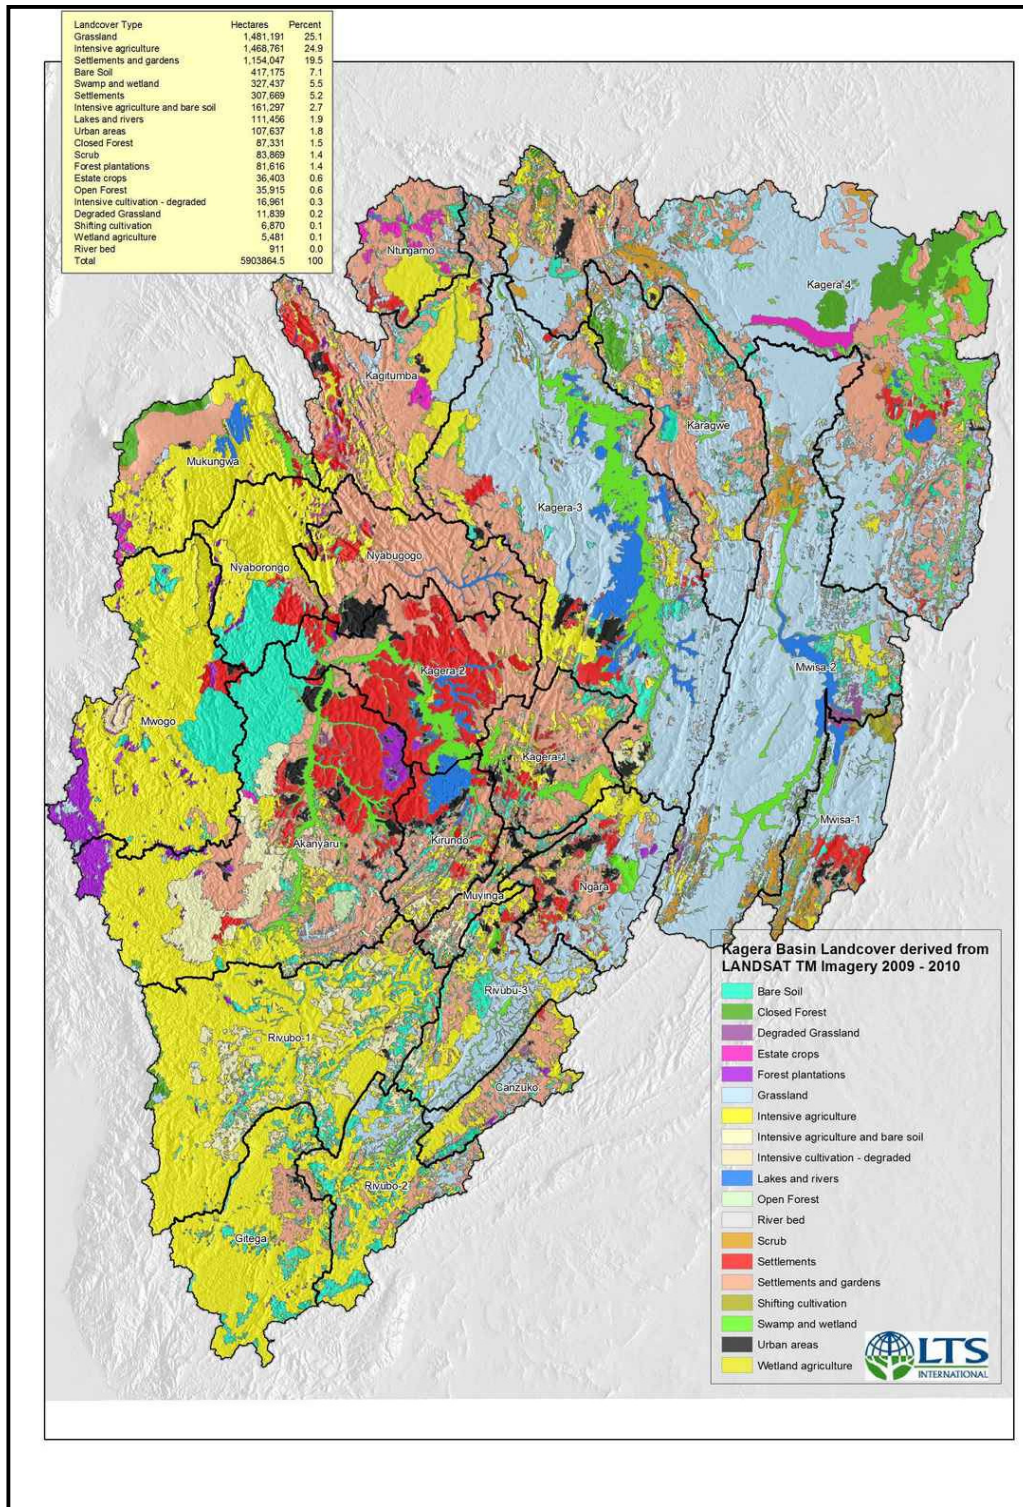 Landcover Type Hectares Percent
Grassland 1,481,191 25.1
Intensive agriculture 1,468,761 24.9
Settlements and gardens 1,154,047 19.5
Bare Soil 417,175 7.1
Swamp and wetland 327,437 5.5
Settlements 307,669 5.2
Intensive agriculture and bare soil 161,297 2.7
Lakes and rivers 111,456 1.9
Urban areas 107,637 1.8
Closed Forest 87,331 1.5
Scrub 83,869 1.4
Forest plantations 81,616 1.4
Estate crops 36,403 0.6
Open Forest 35,915 0.6
Intensive cultivation - degraded 16,961 0.3
Degraded Grassland 11,839 0.2
Shifting cultivation 6,870 0.1
Wetland agriculture 5,481 0.1
River bed 911 0.0
Total 5903864.5 100
Ntungamo
Kagera 4
Kagitumba
Karagwe
Mukungwa
Kagera-3
Nyabugogo
Nyaborongo
Kagera-2
Mwisa-2
Mwogo
Kagera-1
Mwisa-1
Kirundo
Akanyaru
Ngara
Muyinga
Rivubu-3
Rivubo-1
Canzuko
Rivubo-2
Gitega
Kagera Basin Landcover derived from
LANDSAT TM Imagery 2009 - 2010
Bare Soil
Closed Forest
Degraded Grassland
Estate crops
Forest plantations
Grassland
Intensive agriculture
Intensive agriculture and bare soil
Intensive cultivation - degraded
Lakes and rivers
Open Forest
River bed
Scrub
Settlements
Settlements and gardens
Shifting cultivation
Swamp and wetland
Urban areas
Wetland agriculture
LTS
INTERNATIONAL